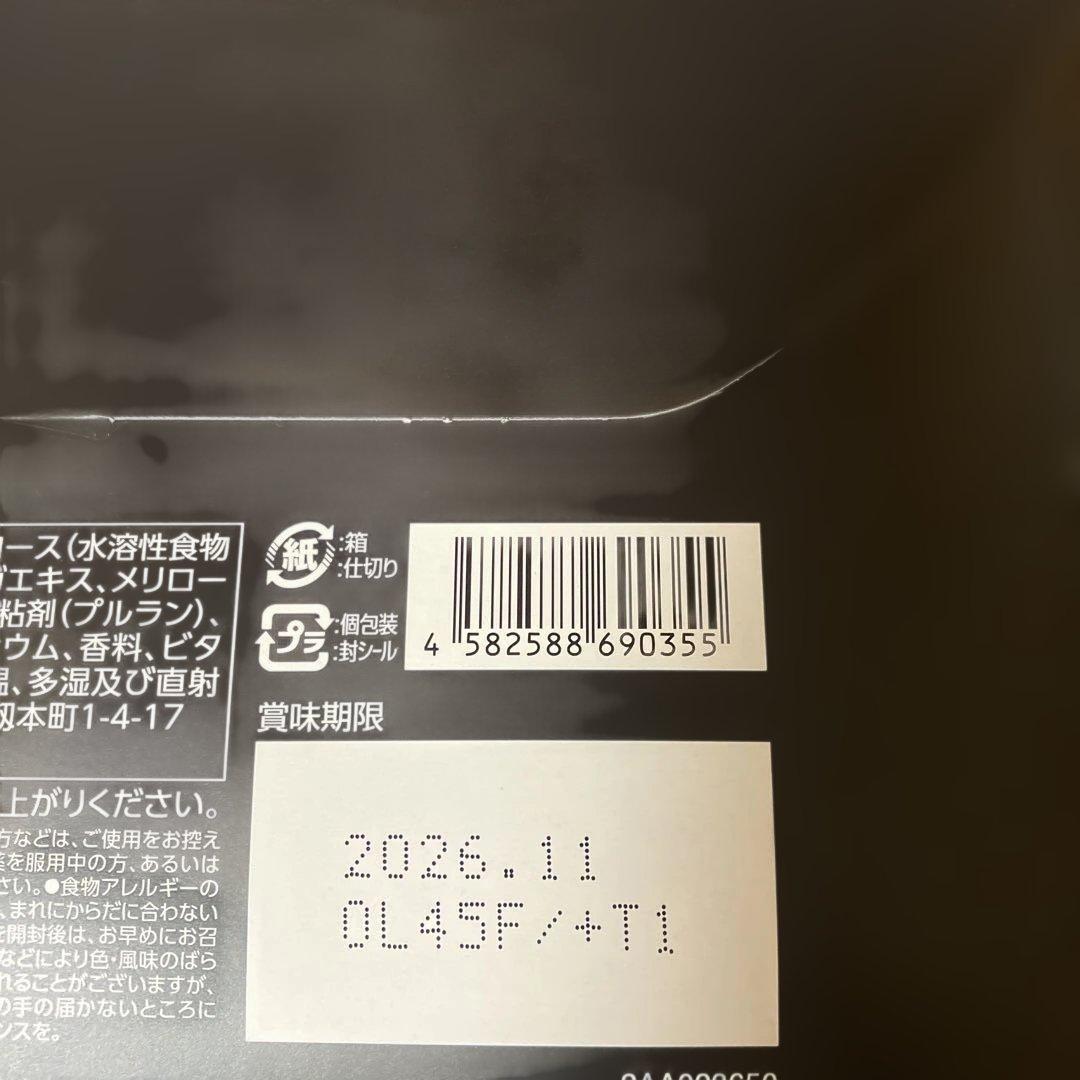 ロース(水溶性食物
エキス、メリロー
粘剤(プルラン)、
ウム、香料、ビタ
温、多湿及び直射
本町1-4-17
上がりください。
方などは、ご使用をお控え
薬を服用中の方、あるいは
さい。●食物アレルギーの
、まれにからだに合わない
を開封後は、お早めにお召
などにより色・風味のばら
れることがございますが、
の手の届かないところに
ンスを。
紙
:箱
:仕切り
プラ
:個包装
:封シール
4 582588 690355
賞味期限
2026.11
0L45F/+T1